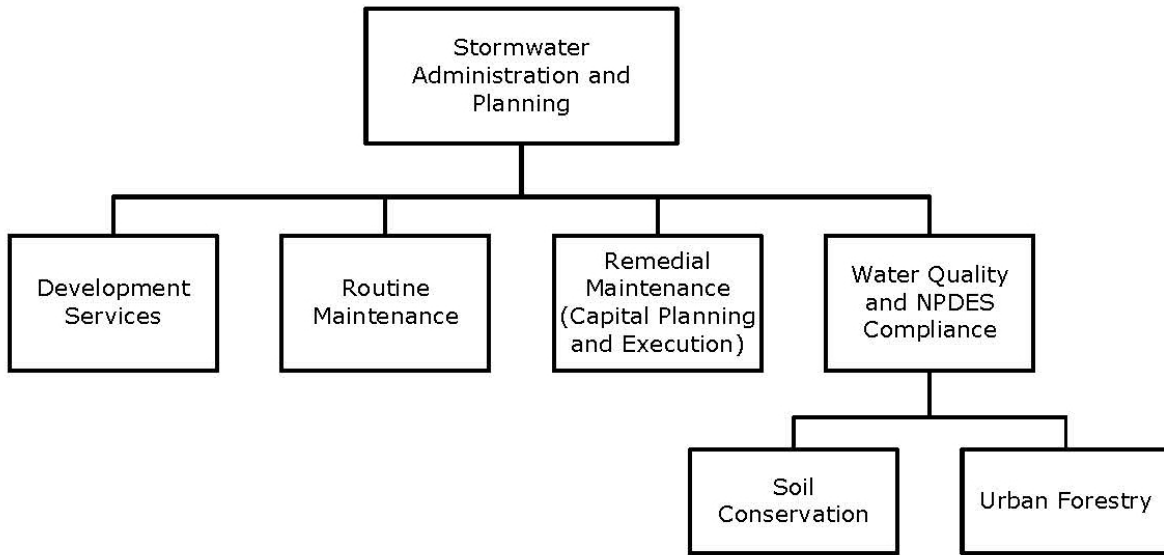 Stormwater
Administration and
Planning
Development
Services
Routine
Maintenance
Remedial
Maintenance
(Capital Planning
and Execution)
Water Quality
and NPDES
Compliance
Soil
Conservation
Urban Forestry